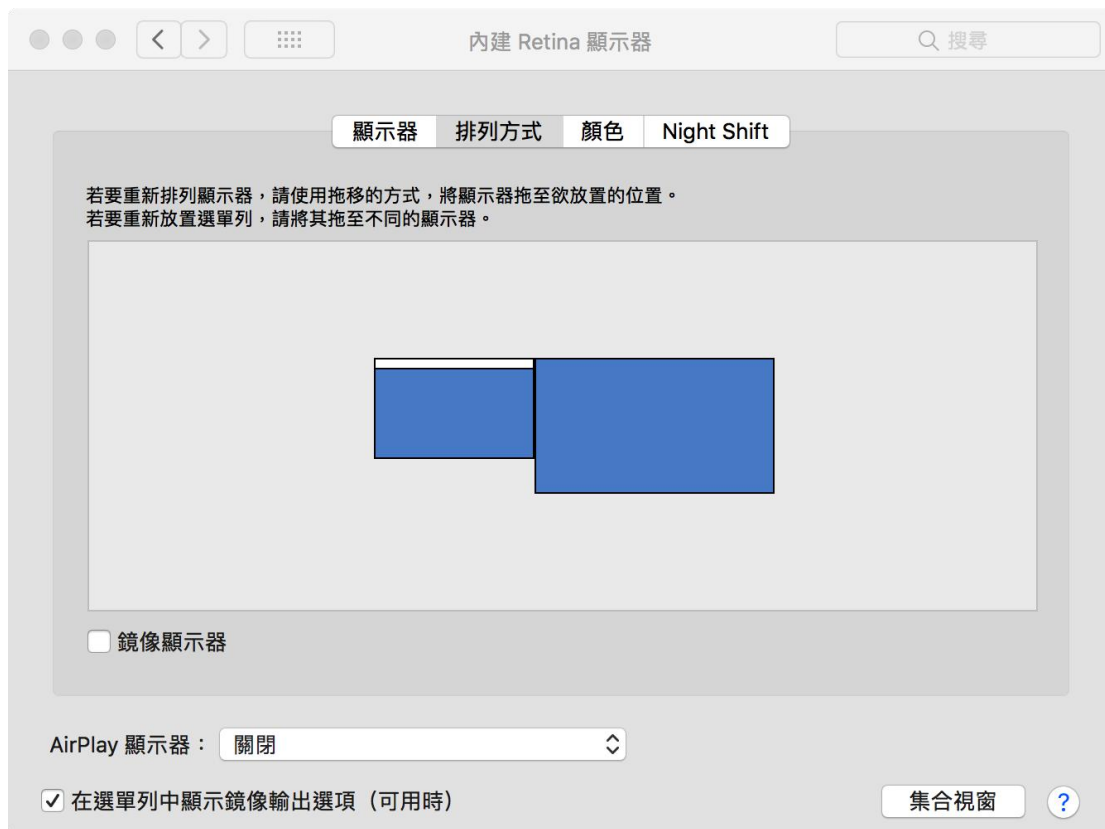 內建 Retina 顯示器
搜尋
顯示器 排列方式 顏色 Night Shift
若要重新排列顯示器，請使用拖移的方式，將顯示器拖至欲放置的位置。
若要重新放置選單列，請將其拖至不同的顯示器。
鏡像顯示器
AirPlay 顯示器： 關閉
在選單列中顯示鏡像輸出選項（可用時）
集合視窗 ?